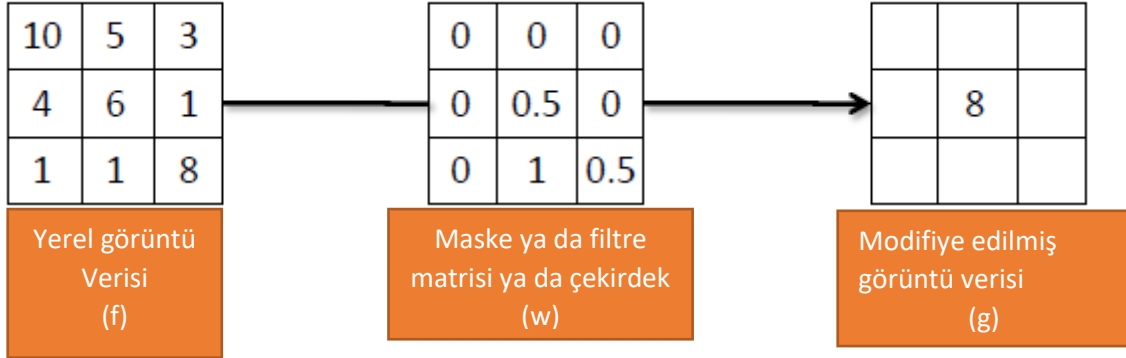 10 5 3
4 6 1
1 1 8
0 0 0
0 0.5 0
0 1 0.5
8
Yerel görüntü
Verisi
(f)
Maske ya da filtre
matrisi ya da çekirdek
(w)
Modifiye edilmiş
görüntü verisi
(g)